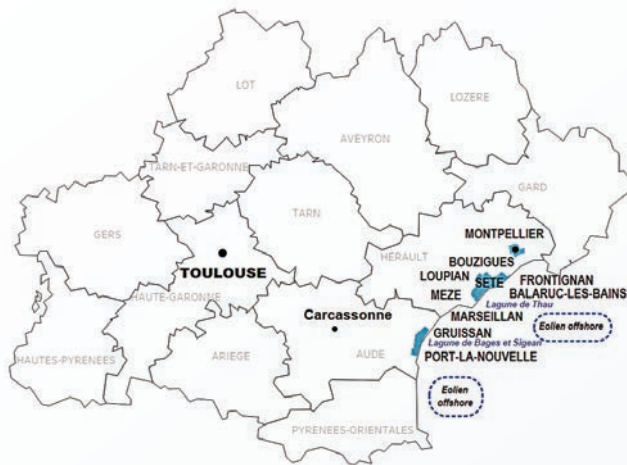 LOT
LOZERE
AVEYRON
TARN-ET-GARONNE
GARD
TARN
GERS
MONTPELLIER
HÉRAULT
BOUZIGUES
TOULOUSE
LOUPIAN
SÈTE
FRONTIGNAN
HAUTE-GARONNE
MEZE
BALARUC-LES-BAINS
Lagune de Thau
Carcassonne
MARSEILLAN
Eolien offshore
GRUISSAN
Lagune de Bages et Sigean
HAUTES-PYRENEES
ARIEGE
AUDE
PORT-LA-NOUVELLE
Eolien
offshore
PYRENEES-ORIENTALES